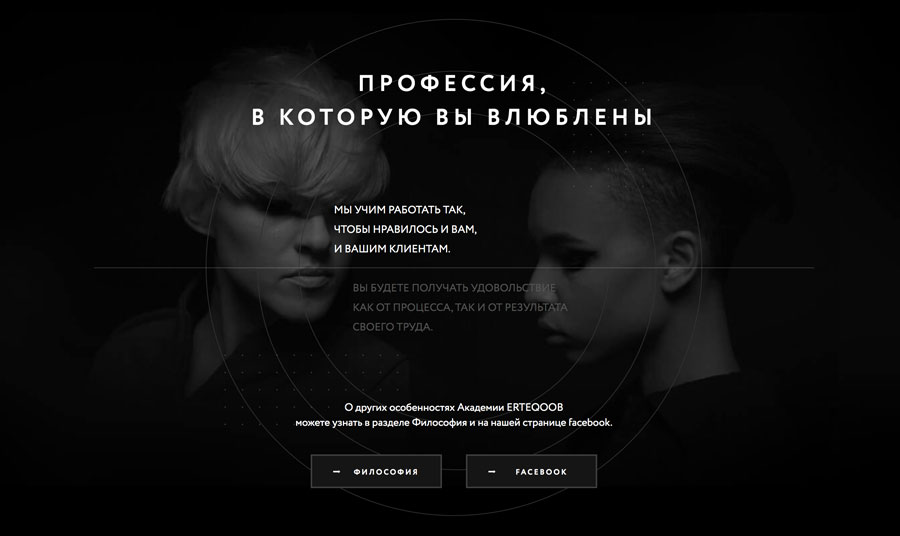 ПРОФЕССИЯ,
В КОТОРУЮ ВЫ ВЛЮБЛЕНЫ
МЫ УЧИМ РАБОТАТЬ ТАК,
ЧТОБЫ НРАВИЛОСЬ И ВАМ,
И ВАШИМ КЛИЕНТАМ.
ВЫ БУДЕТЕ ПОЛУЧАТЬ УДОВОЛЬСТВИЕ
КАК ОТ ПРОЦЕССА, ТАК И ОТ РЕЗУЛЬТАТА
СВОЕГО ТРУДА.
О других особенностях Академии ERTEQOOB
можете узнать в разделе Философия и на нашей странице facebook.
ФИЛОСОФИЯ
FACEBOOK